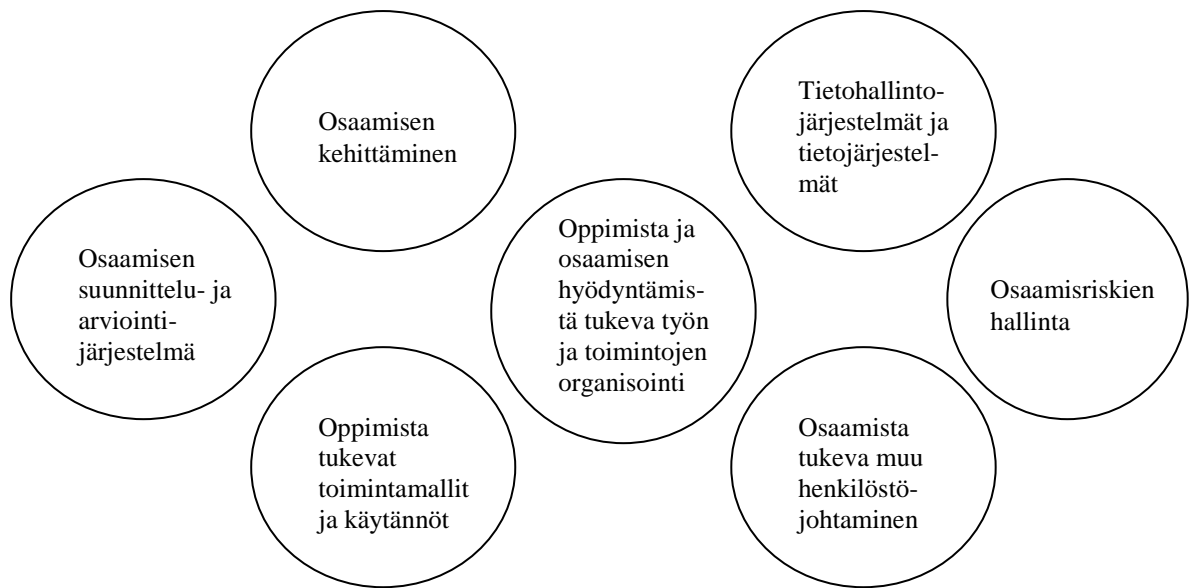 Osaamisen
kehittäminen
Tietohallinto-
järjestelmät ja
tietojärjestel-
mät
Osaamisen
suunnittelu- ja
arviointi-
järjestelmä
Oppimista ja
osaamisen
hyödyntämis-
tä tukeva työn
ja toimintojen
organisointi
Osaamisriskien
hallinta
Oppimista
tukevat
toimintamallit
ja käytännöt
Osaamista
tukeva muu
henkilöstö-
johtaminen